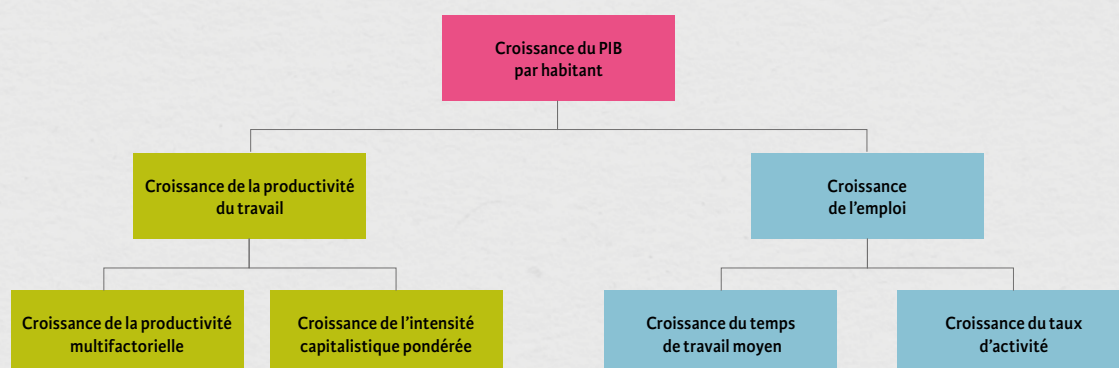 Croissance du PIB
par habitant
Croissance de la productivité
du travail
Croissance
de l’emploi
Croissance de la productivité
multifactorielle
Croissance de l’intensité
capitalistique pondérée
Croissance du temps
de travail moyen
Croissance du taux
d’activité